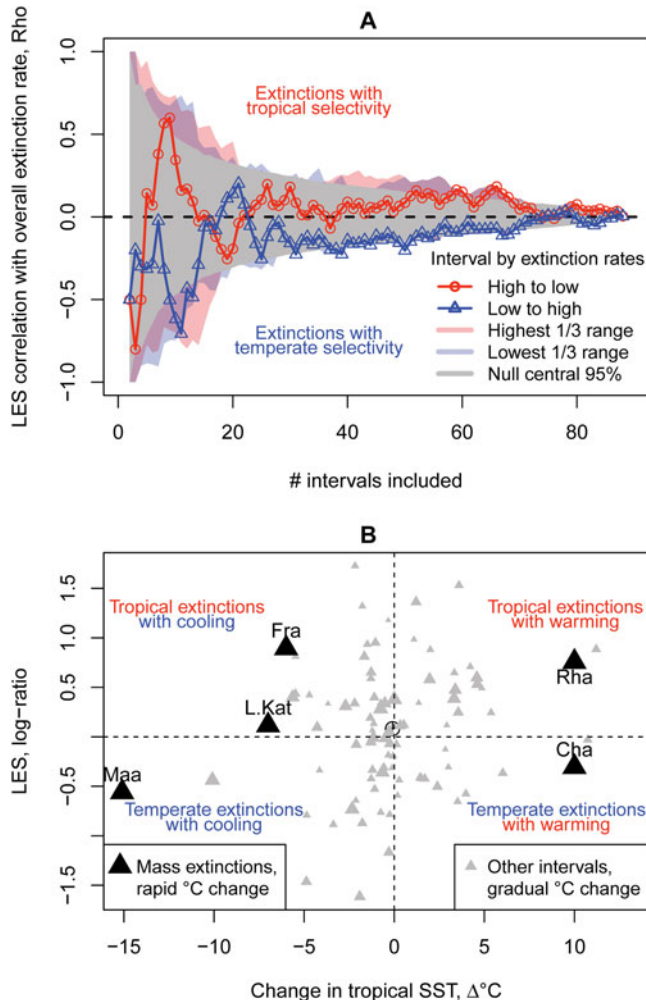 A
LES correlation with overall extinction rate, Rho
1.0
0.5
0.0
−0.5
−1.0
Extinctions with
tropical selectivity
Extinctions with
temperate selectivity
Interval by extinction rates
High to low
Low to high
Highest 1/3 range
Lowest 1/3 range
Null central 95%
0 20 40 60 80
# intervals included
B
LES, log−ratio
1.5
1.0
0.5
−0.5
−1.5
Tropical extinctions
with cooling
Tropical extinctions
with warming
Fra
L.Kat
Rha
Maa
Cha
Temperate extinctions
with cooling
Temperate extinctions
with warming
Mass extinctions,
rapid °C change
Other intervals,
gradual °C change
−15 −10 −5 0 5 10
Change in tropical SST, Δ°C